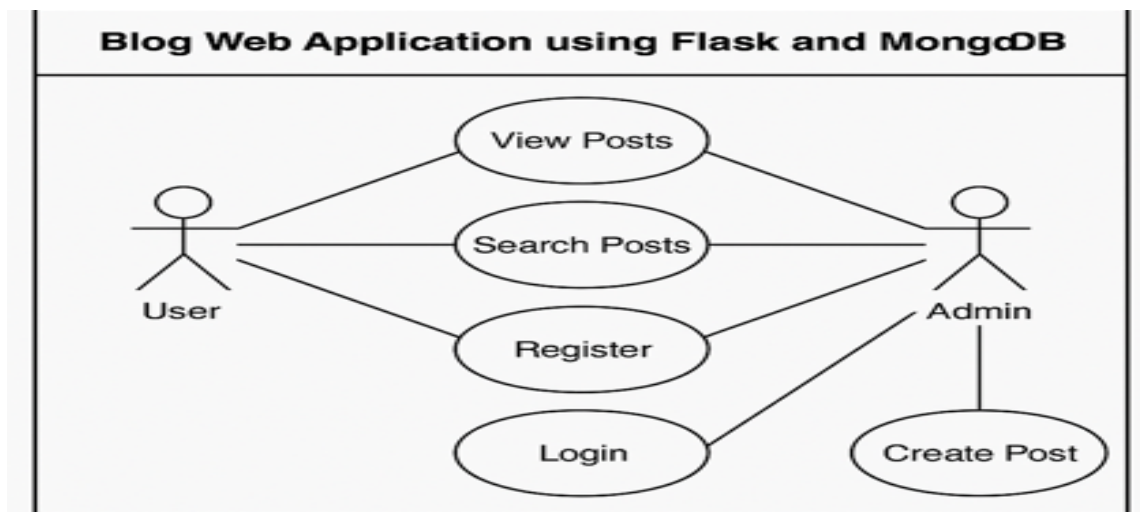 Blog Web Application using Flask and MongoDB
View Posts
Search Posts
User
Admin
Register
Login
Create Post